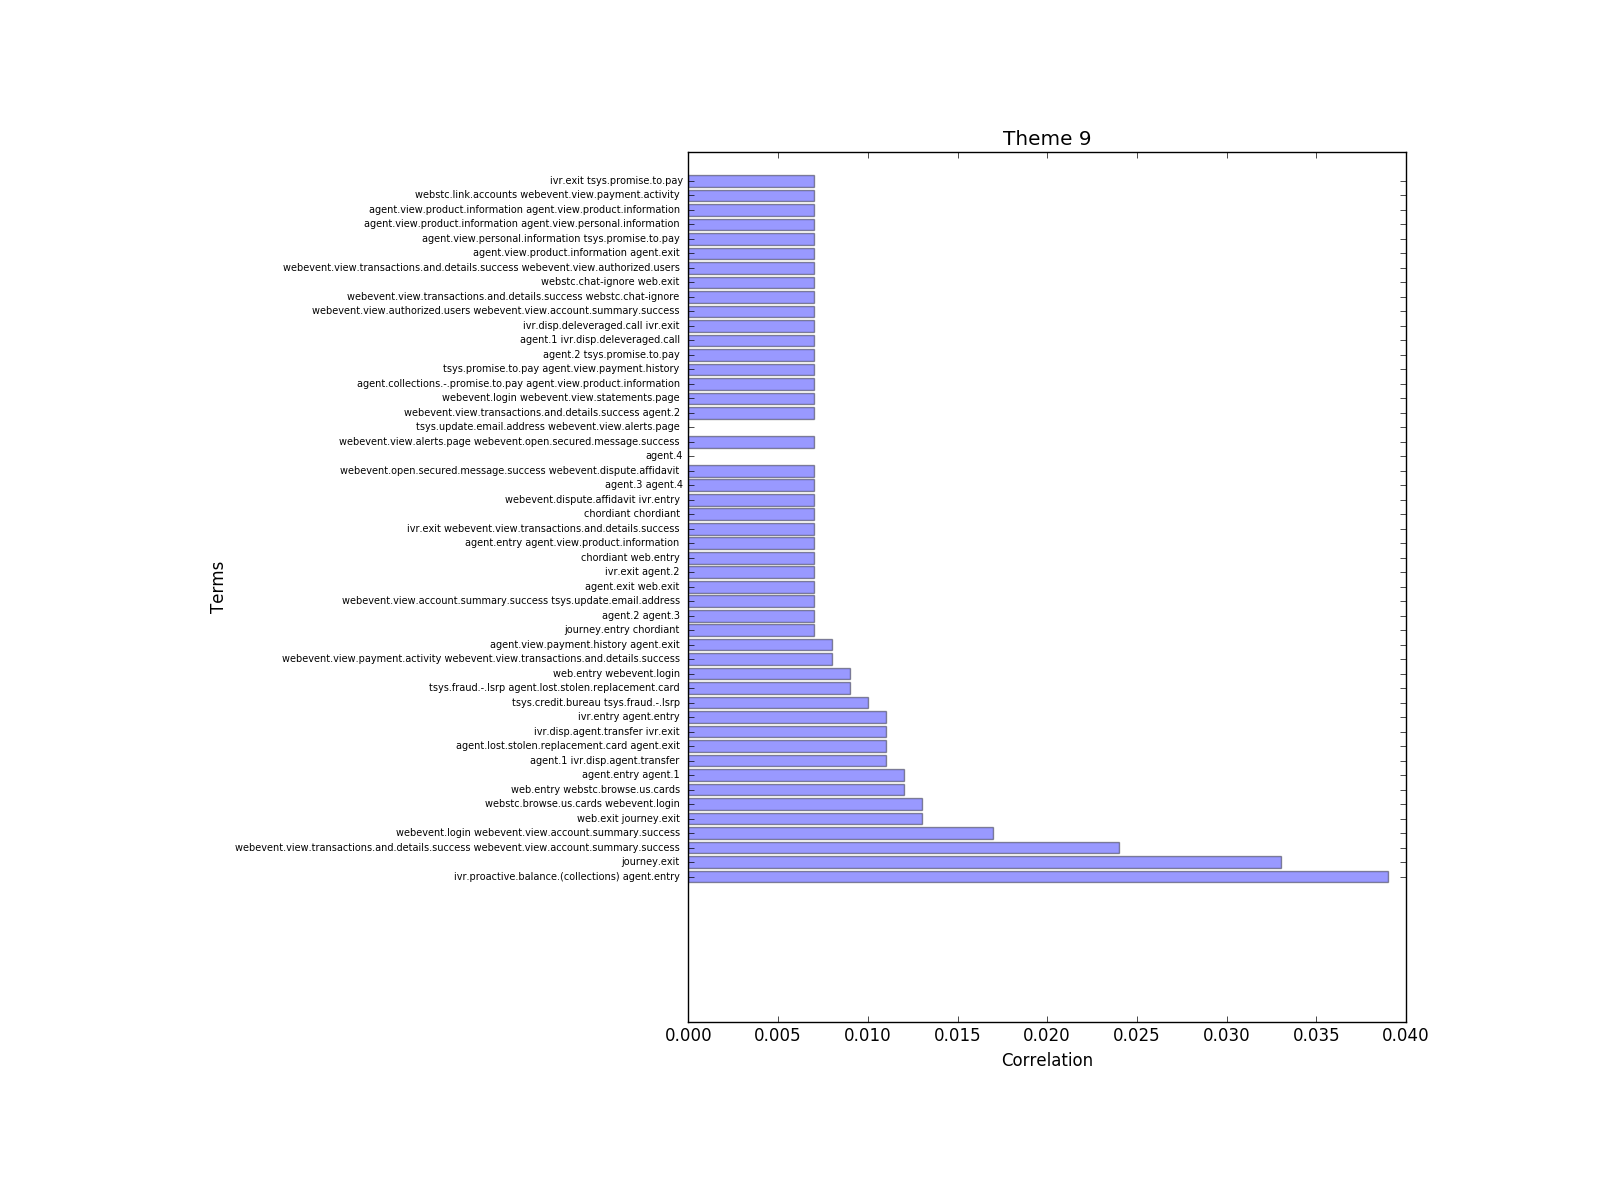 Theme 9
ivr.exit tsys.promise.to.pay
webstc.link.accounts webevent.view.payment.activity
agent.view.product.information agent.view.product.information
agent.view.product.information agent.view.personal.information
agent.view.personal.information tsys.promise.to.pay
agent.view.product.information agent.exit
webevent.view.transactions.and.details.success webevent.view.authorized.users
webstc.chat-ignore web.exit
webevent.view.transactions.and.details.success webstc.chat-ignore
webevent.view.authorized.users webevent.view.account.summary.success
ivr.disp.deleveraged.call ivr.exit
agent.1 ivr.disp.deleveraged.call
agent.2 tsys.promise.to.pay
tsys.promise.to.pay agent.view.payment.history
agent.collections.-.promise.to.pay agent.view.product.information
webevent.login webevent.view.statements.page
webevent.view.transactions.and.details.success agent.2
tsys.update.email.address webevent.view.alerts.page
webevent.view.alerts.page webevent.open.secured.message.success
agent.4
webevent.open.secured.message.success webevent.dispute.affidavit
agent.3 agent.4
webevent.dispute.affidavit ivr.entry
chordiant chordiant
ivr.exit webevent.view.transactions.and.details.success
agent.entry agent.view.product.information
chordiant web.entry
ivr.exit agent.2
agent.exit web.exit
webevent.view.account.summary.success tsys.update.email.address
agent.2 agent.3
journey.entry chordiant
agent.view.payment.history agent.exit
webevent.view.payment.activity webevent.view.transactions.and.details.success
web.entry webevent.login
tsys.fraud.-.lsrp agent.lost.stolen.replacement.card
tsys.credit.bureau tsys.fraud.-.lsrp
ivr.entry agent.entry
ivr.disp.agent.transfer ivr.exit
agent.lost.stolen.replacement.card agent.exit
agent.1 ivr.disp.agent.transfer
agent.entry agent.1
web.entry webstc.browse.us.cards
webstc.browse.us.cards webevent.login
web.exit journey.exit
webevent.login webevent.view.account.summary.success
webevent.view.transactions.and.details.success webevent.view.account.summary.success
journey.exit
ivr.proactive.balance.(collections) agent.entry
Terms
0.000 0.005 0.010 0.015 0.020 0.025 0.030 0.035 0.040
Correlation